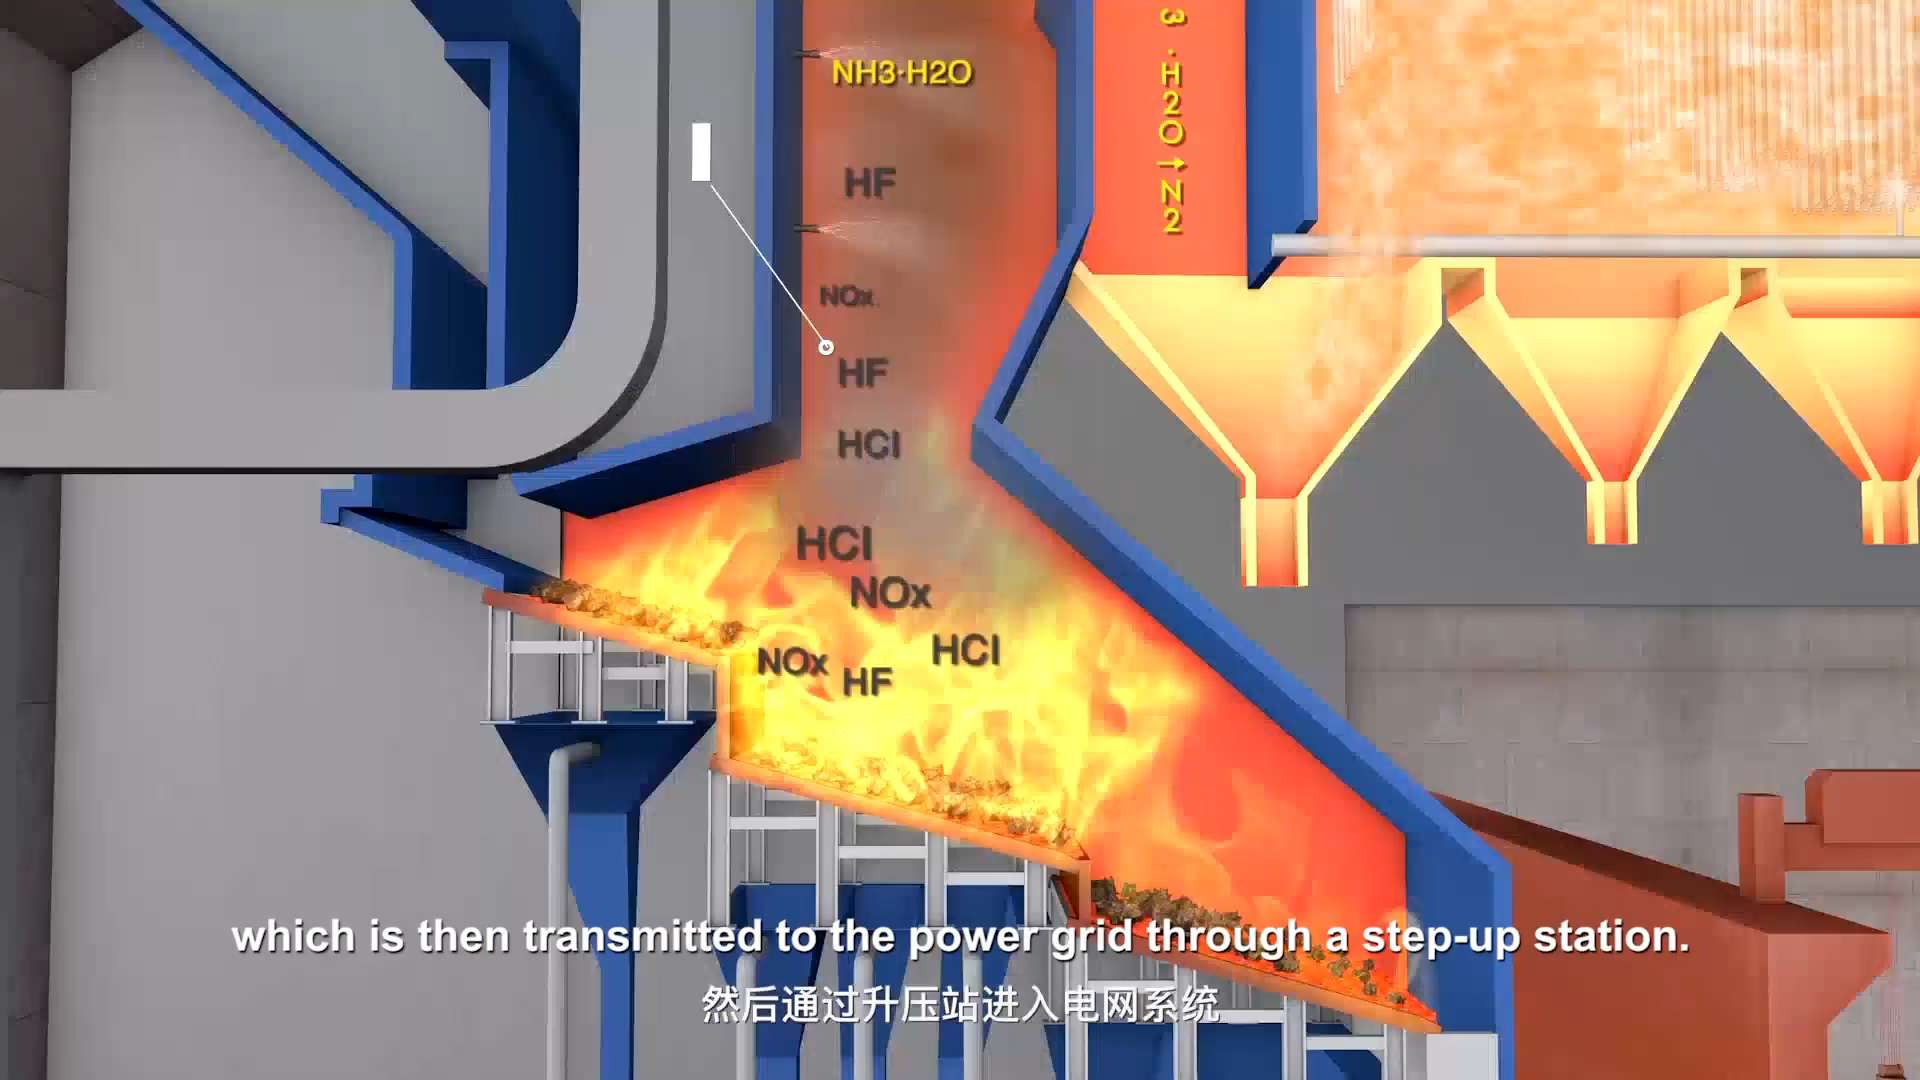 NH3·H2O
HF
NOx
HF
HCl
HCl
NOx
HCl
NOx
HF
3 ·H2O→N2
which is then transmitted to the power grid through a step-up station.
然后通过升压站进入电网系统